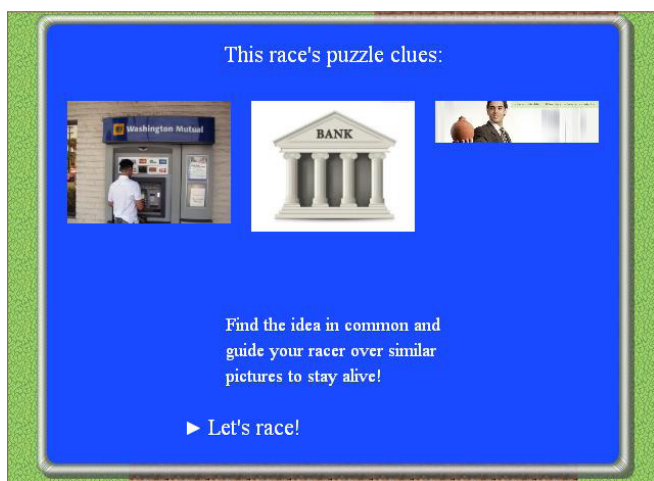 This race's puzzle clues:
Washington Mutual
BANK
Find the idea in common and
guide your racer over similar
pictures to stay alive!
► Let's race!